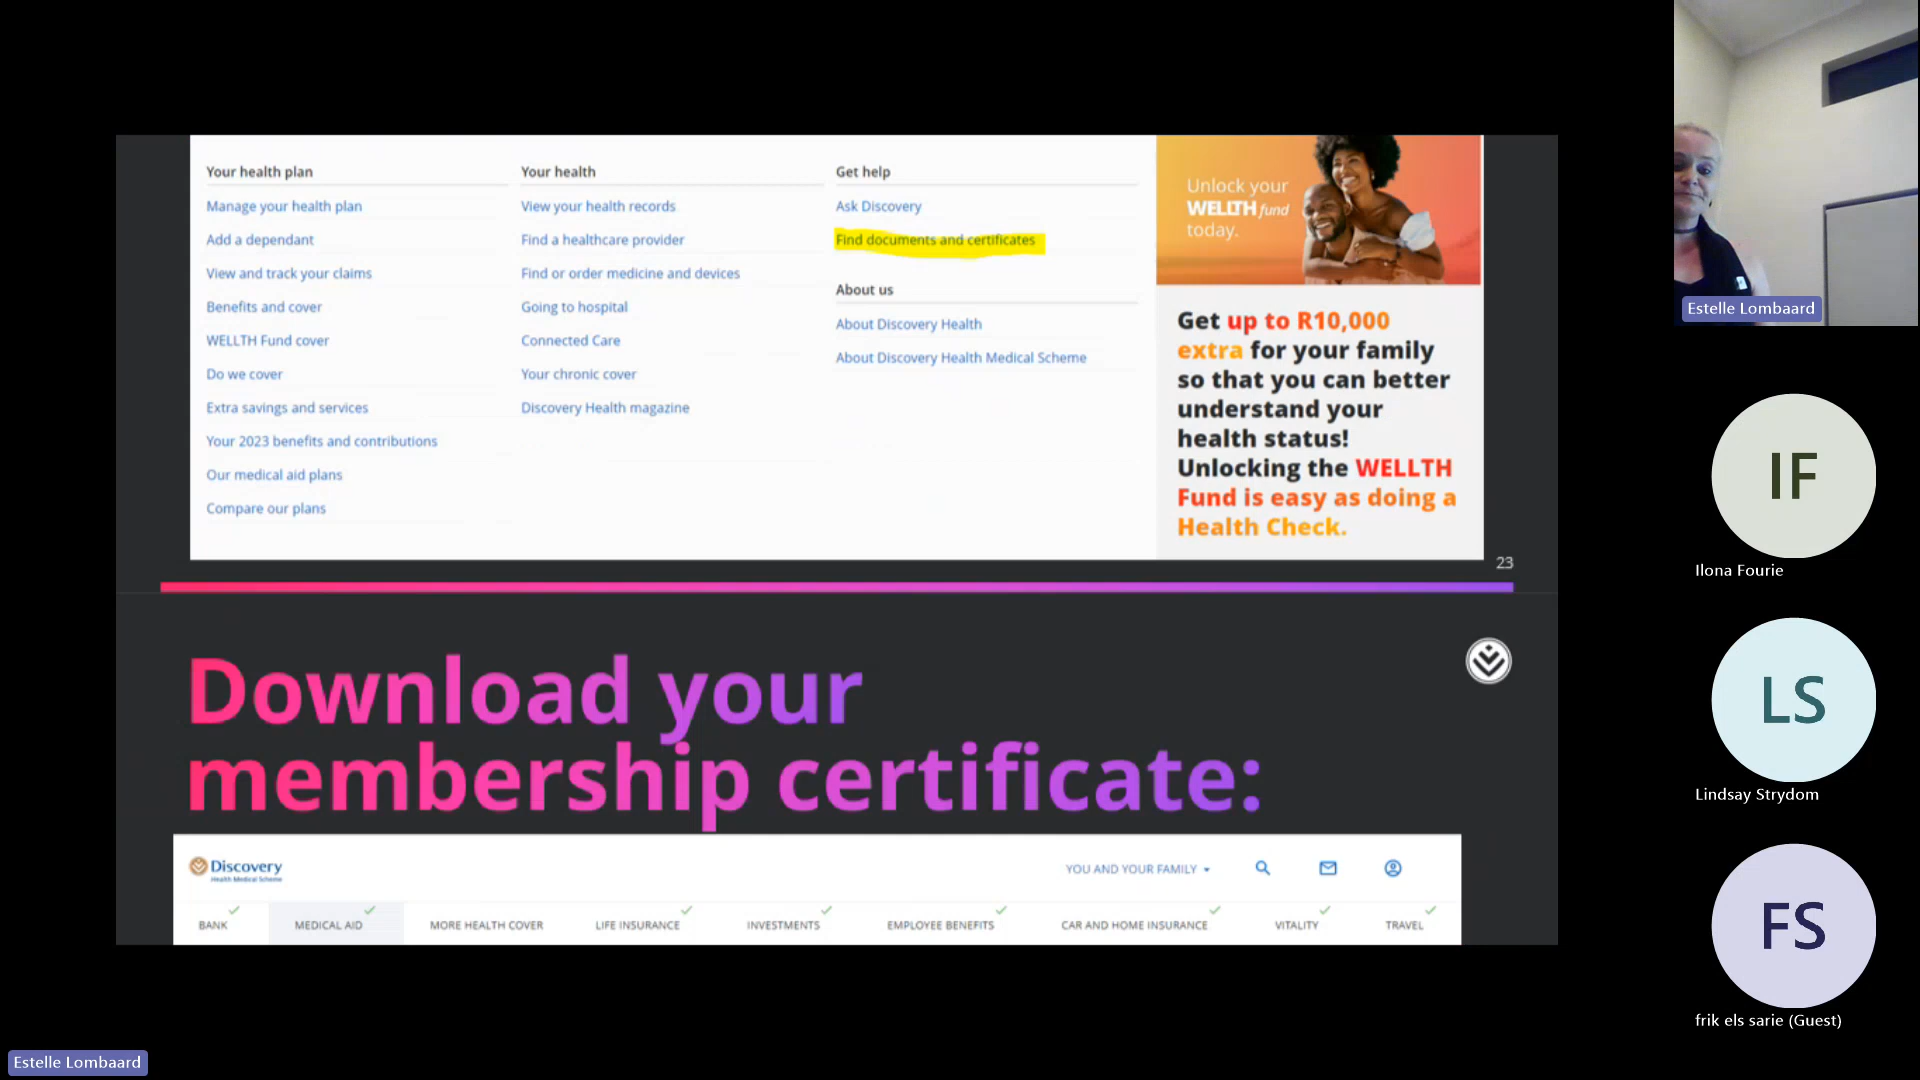 Your health plan
Manage your health plan
Add a dependant
View and track your claims
Benefits and cover
WELLTH Fund cover
Do we cover
Extra savings and services
Your 2023 benefits and contributions
Our medical aid plans
Compare our plans
Your health
View your health records
Find a healthcare provider
Find or order medicine and devices
Going to hospital
Connected Care
Your chronic cover
Discovery Health magazine
Get help
Ask Discovery
Find documents and certificates
About us
About Discovery Health
About Discovery Health Medical Scheme
Unlock your
WELLTH fund
today.
Get up to R10,000
extra for your family
so that you can better
understand your
health status!
Unlocking the WELLTH
Fund is easy as doing a
Health Check.
23
Download your
membership certificate:
Discovery
Health Medical Scheme
YOU AND YOUR FAMILY
BANK
MEDICAL AID
MORE HEALTH COVER
LIFE INSURANCE
INVESTMENTS
EMPLOYEE BENEFITS
CAR AND HOME INSURANCE
VITALITY
TRAVEL
Estelle Lombaard
IF
Ilona Fourie
LS
Lindsay Strydom
FS
frik els sarie (Guest)
Estelle Lombaard